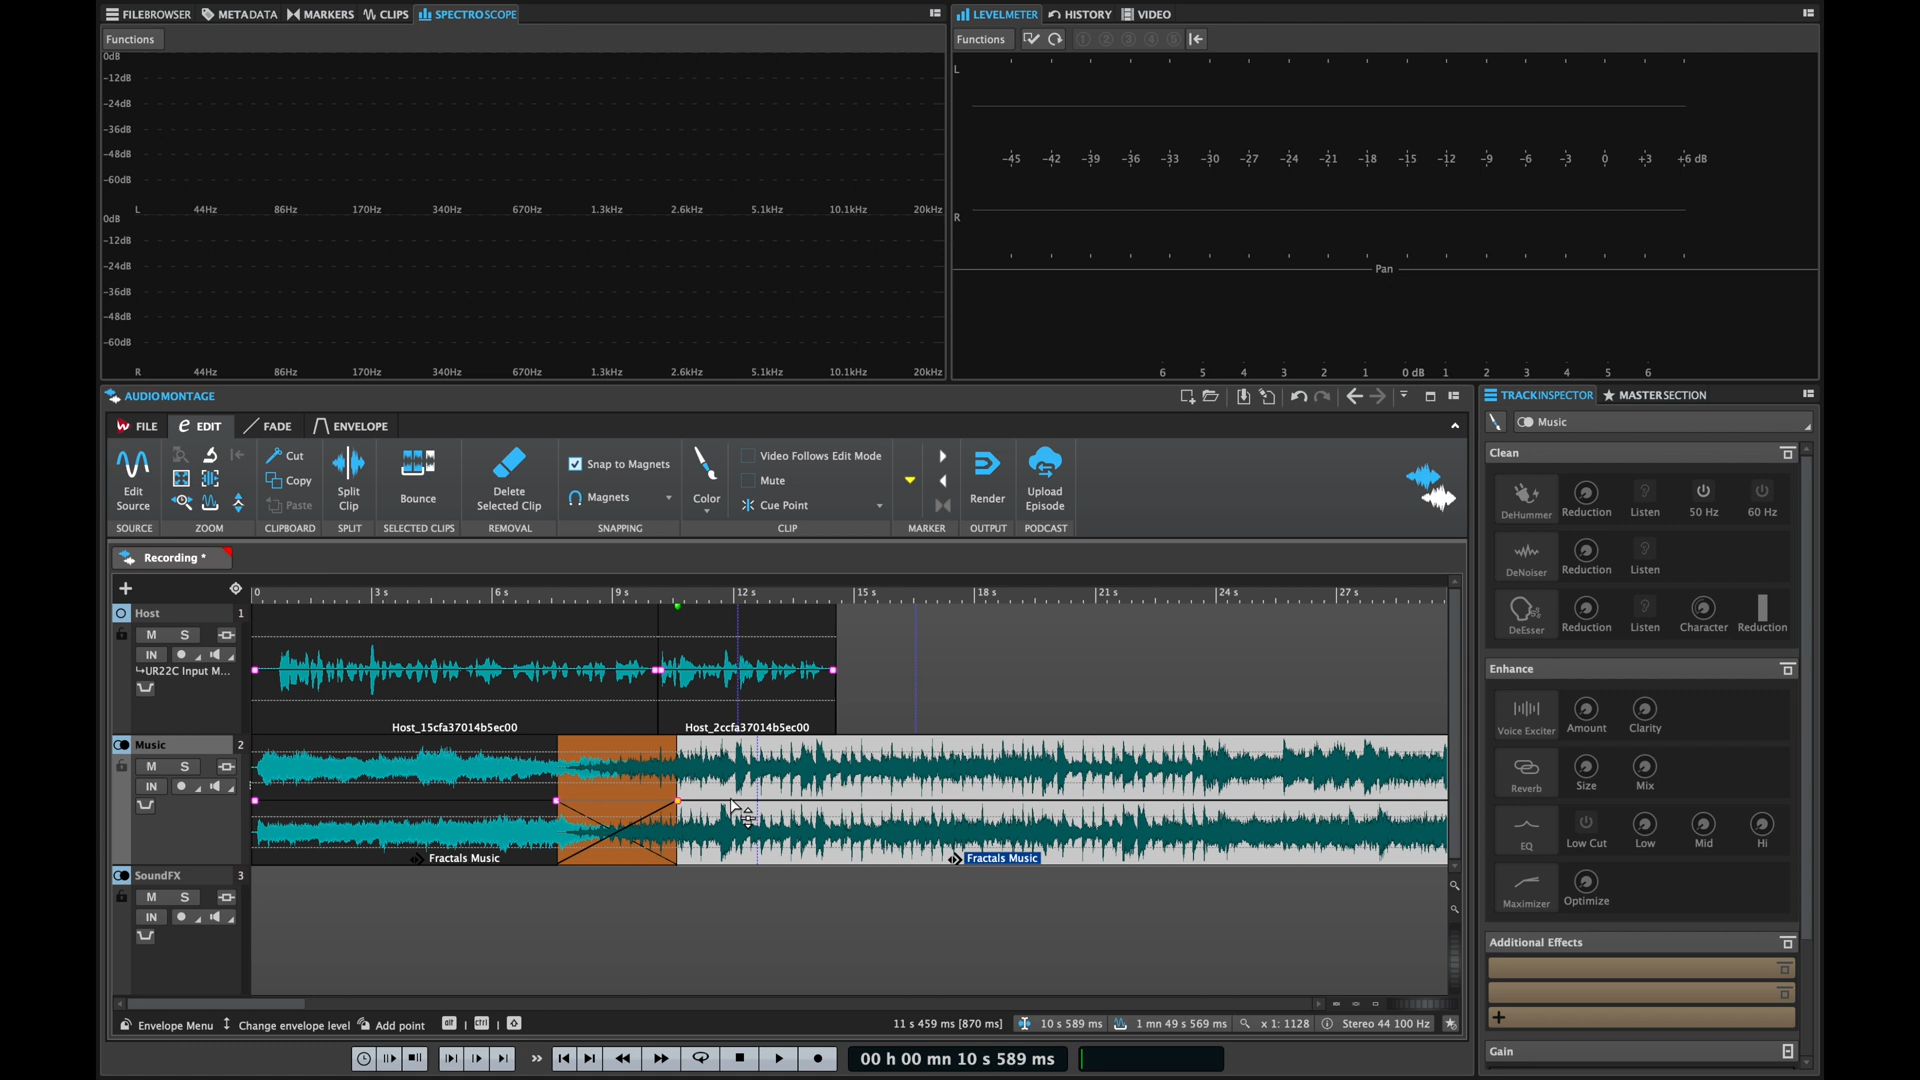 FILEBROWSER METADATA MARKERS CLIPS SPECTROSCOPE
Functions
0dB
-12dB
-24dB
-36dB
-48dB
-60dB
L 44Hz 86Hz 170Hz 340Hz 670Hz 1.3kHz 2.6kHz 5.1kHz 10.1kHz 20kHz
0dB
-12dB
-24dB
-36dB
-48dB
-60dB
R 44Hz 86Hz 170Hz 340Hz 670Hz 1.3kHz 2.6kHz 5.1kHz 10.1kHz 20kHz
LEVELMETER HISTORY VIDEO
Functions 1 2 3 4 5
L
-45 -42 -39 -36 -33 -30 -27 -24 -21 -18 -15 -12 -9 -6 -3 0 +3 +6 dB
R
Pan
6 5 4 3 2 1 0 dB 1 2 3 4 5 6
AUDIOMONTAGE
FILE EDIT FADE ENVELOPE
Edit Source
SOURCE
ZOOM
Cut
Copy
Paste
CLIPBOARD
Split Clip
SPLIT
Bounce
SELECTED CLIPS
Delete Selected Clip
REMOVAL
Snap to Magnets
Magnets
SNAPPING
Color
Video Follows Edit Mode
Mute
Cue Point
CLIP
MARKER
Render
OUTPUT
Upload Episode
PODCAST
Recording *
0 3 s 6 s 9 s 12 s 15 s 18 s 21 s 24 s 27 s
Host 1
M S
IN
UR22C Input M...
Host_15cfa37014b5ec00 Host_2ccfa37014b5ec00
Music 2
M S
IN
Fractals Music Fractals Music
SoundFX 3
M S
IN
Envelope Menu Change envelope level Add point alt | ctrl |
11 s 459 ms [870 ms] 10 s 589 ms 1 mn 49 s 569 ms x 1: 1128 Stereo 44 100 Hz
00 h 00 mn 10 s 589 ms
TRACKINSPECTOR MASTERSECTION
Music
Clean
DeHummer Reduction Listen 50 Hz 60 Hz
DeNoiser Reduction Listen
DeEsser Reduction Listen Character Reduction
Enhance
Voice Exciter Amount Clarity
Reverb Size Mix
EQ Low Cut Low Mid Hi
Maximizer Optimize
Additional Effects
Gain